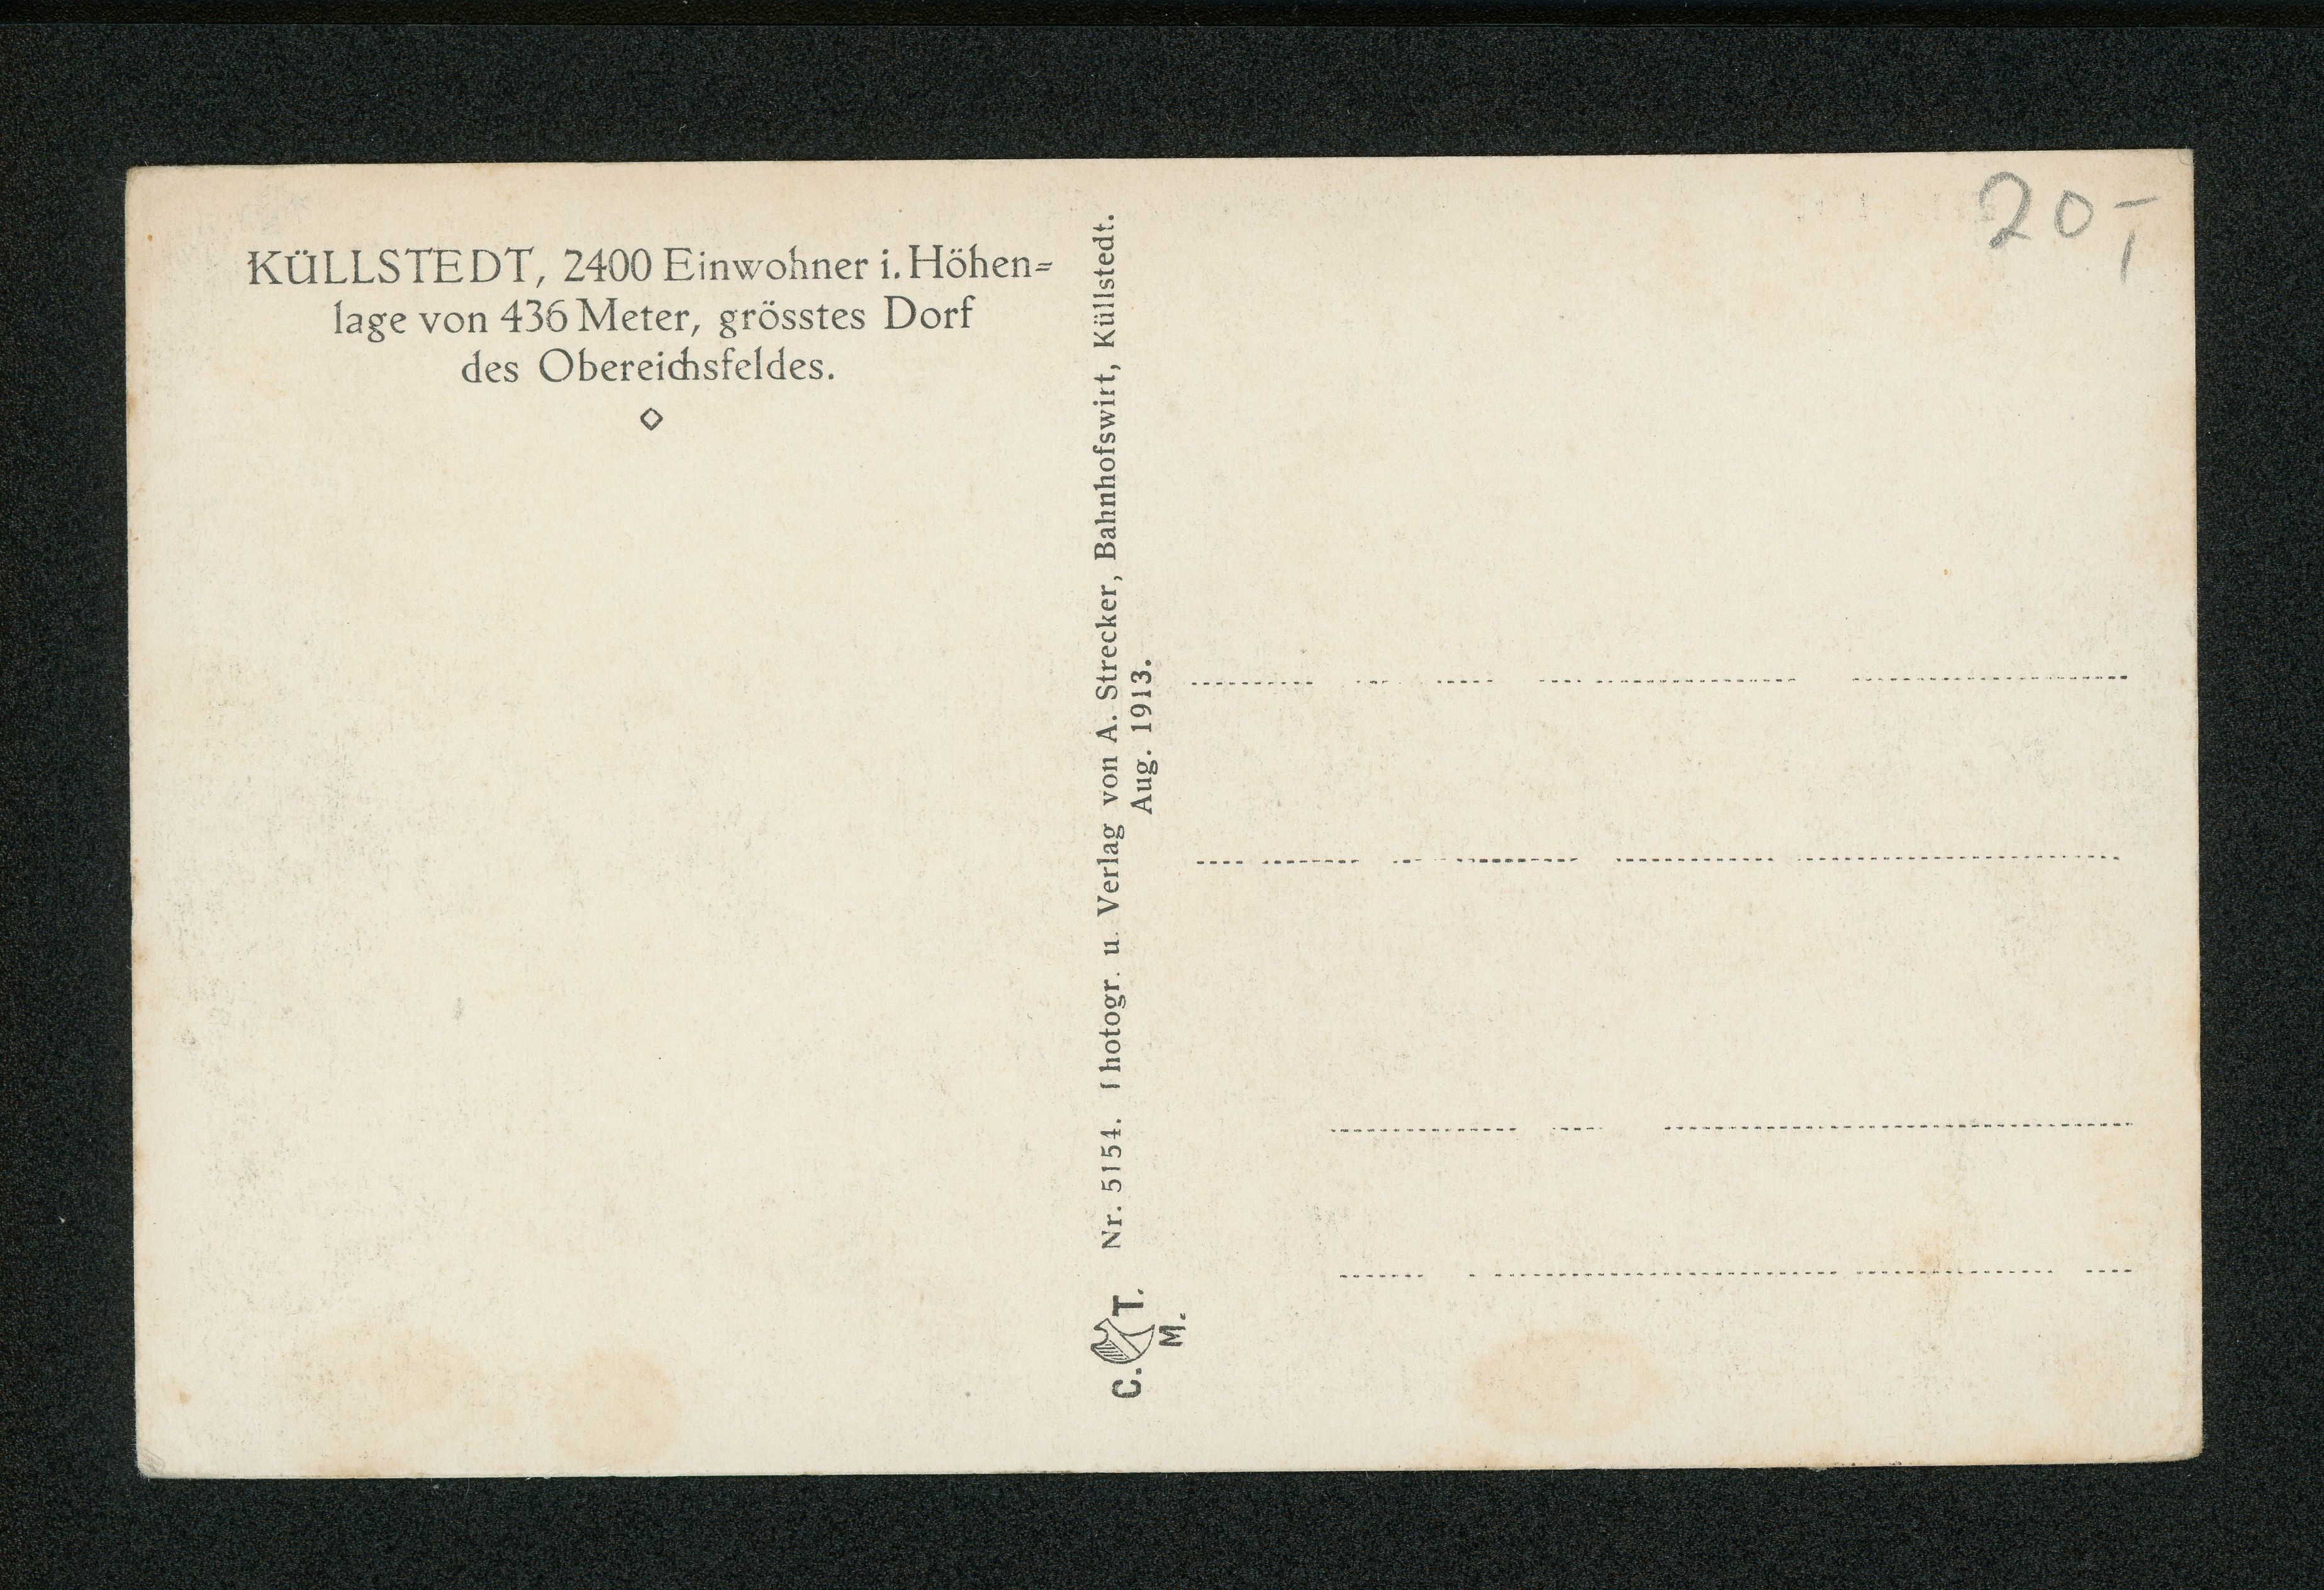 KÜLLSTEDT, 2400 Einwohner i. Höhen=
lage von 436 Meter, grösstes Dorf
des Obereichsfeldes.
20,-
C. T.
M.
Nr. 5154. Photogr. u. Verlag von A. Strecker, Bahnhofswirt, Küllstedt.
Aug. 1913.